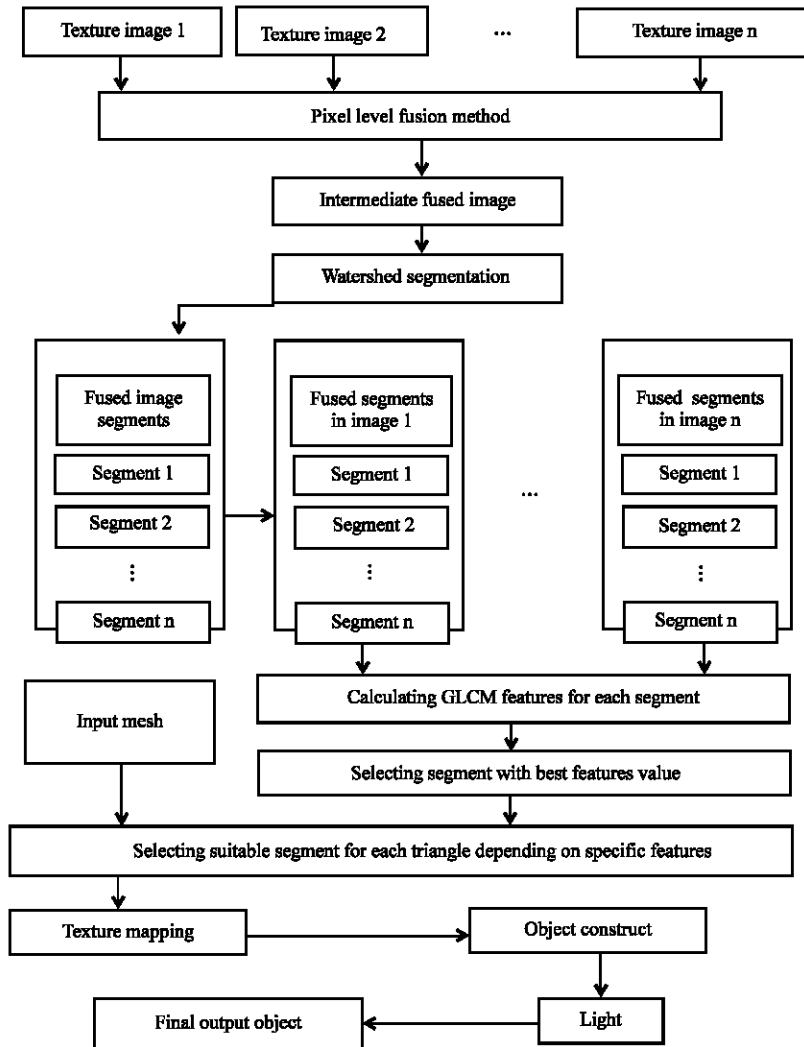 Texture image 1
Texture image 2
...
Texture image n
Pixel level fusion method
Intermediate fused image
Watershed segmentation
Fused image
segments
Segment 1
Segment 2
...
Segment n
Fused segments
in image 1
Segment 1
Segment 2
...
Segment n
...
Fused segments
in image n
Segment 1
Segment 2
...
Segment n
Calculating GLCM features for each segment
Input mesh
Selecting segment with best features value
Selecting suitable segment for each triangle depending on specific features
Texture mapping
Object construct
Light
Final output object